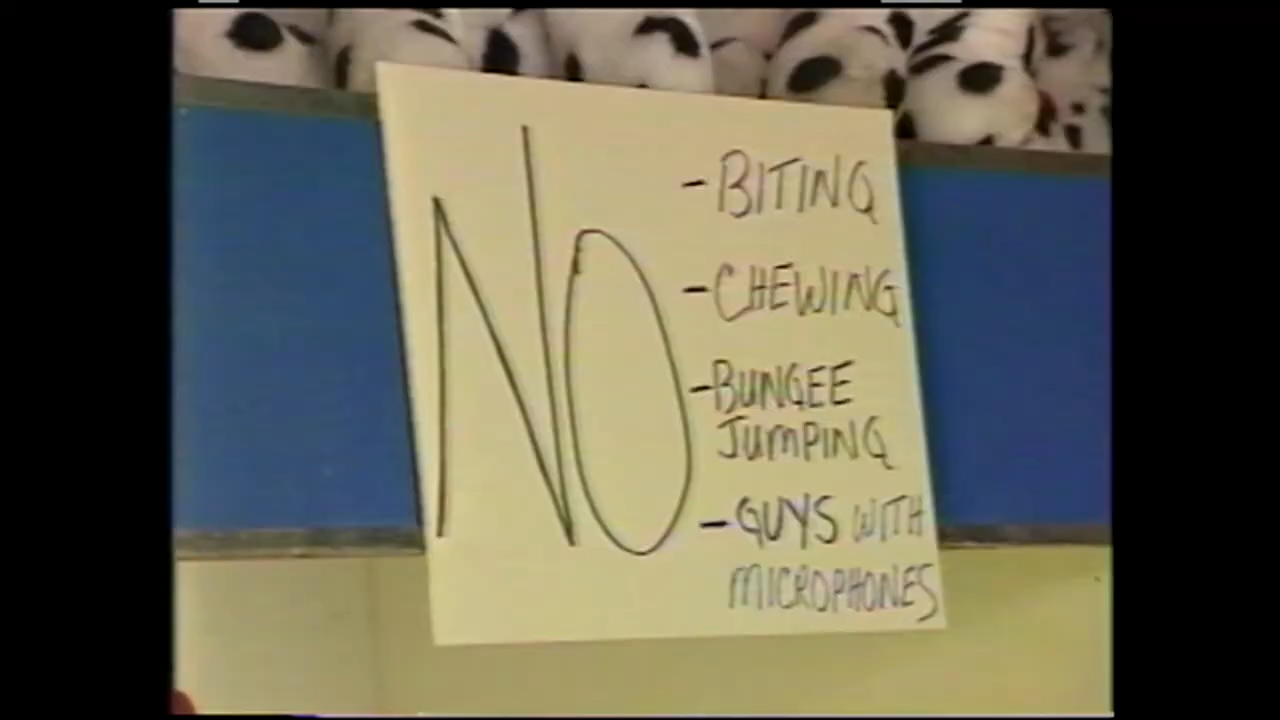 NO
-BITING
-CHEWING
-BUNGEE
JUMPING
-GUYS WITH
MICROPHONES